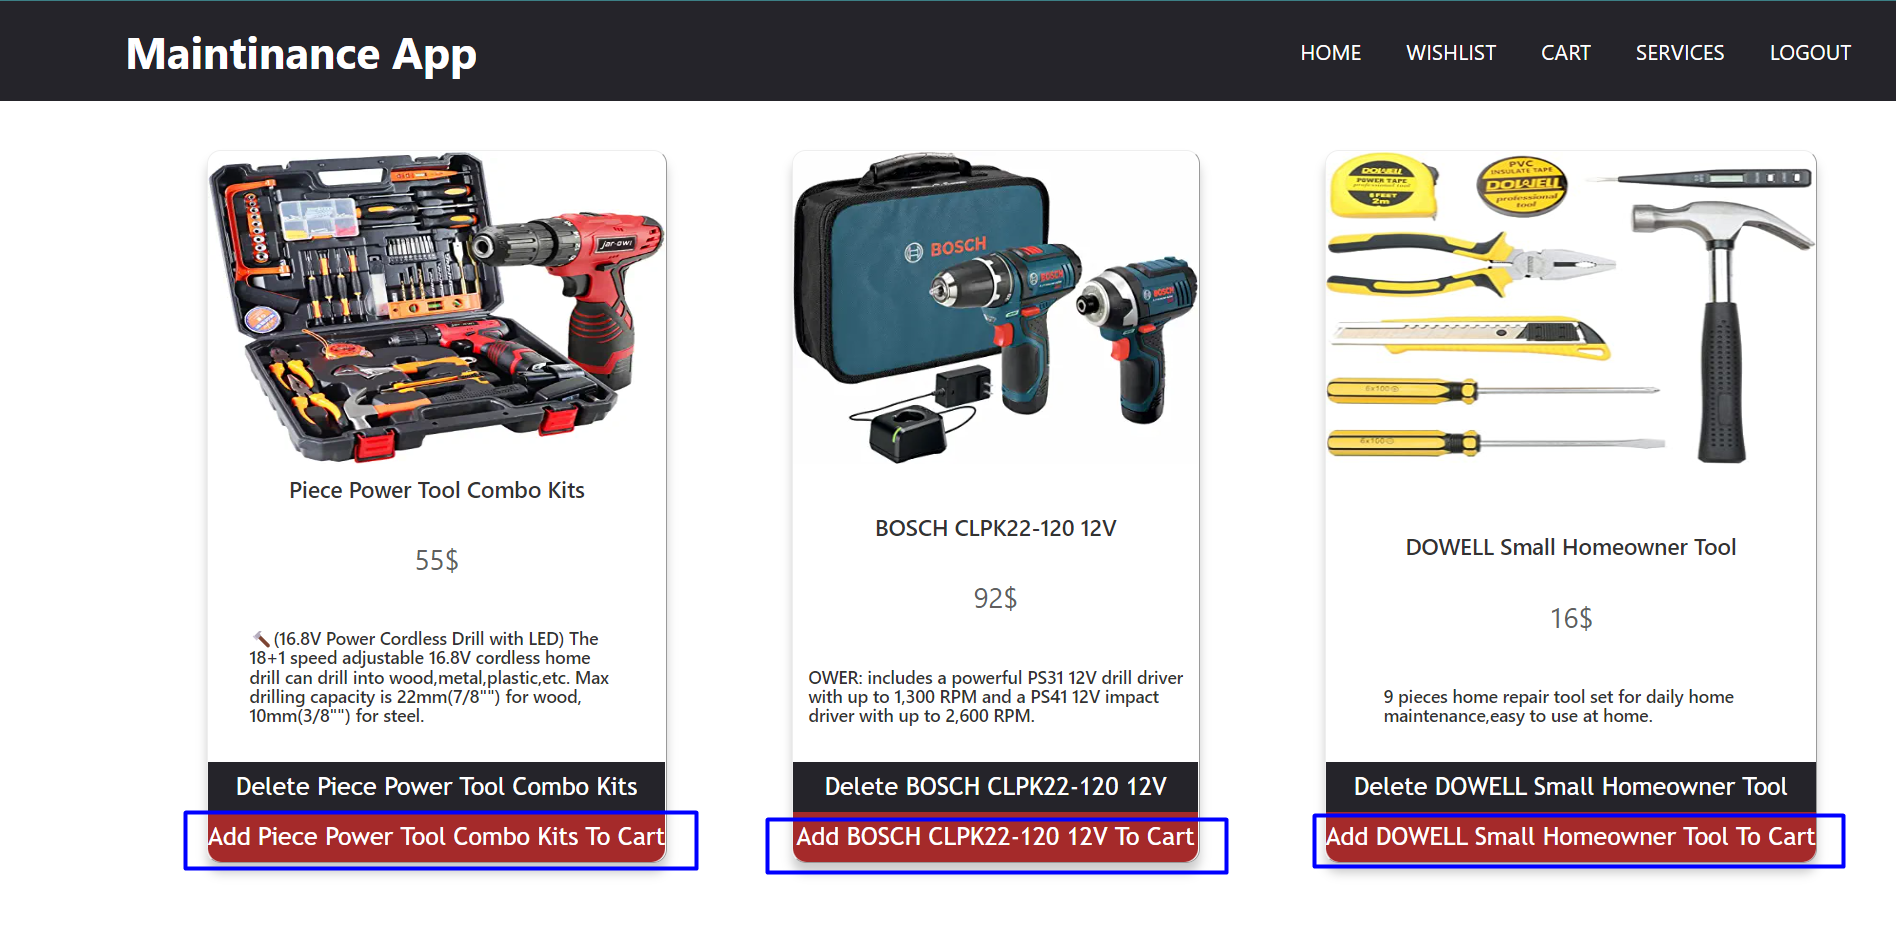 Maintinance App
HOME WISHLIST CART SERVICES LOGOUT
jar-owl
Piece Power Tool Combo Kits
55$
(16.8V Power Cordless Drill with LED) The
18+1 speed adjustable 16.8V cordless home
drill can drill into wood,metal,plastic,etc. Max
drilling capacity is 22mm(7/8"") for wood,
10mm(3/8"") for steel.
Delete Piece Power Tool Combo Kits
Add Piece Power Tool Combo Kits To Cart
BOSCH
BOSCH
BOSCH
BOSCH CLPK22-120 12V
92$
OWER: includes a powerful PS31 12V drill driver
with up to 1,300 RPM and a PS41 12V impact
driver with up to 2,600 RPM.
Delete BOSCH CLPK22-120 12V
Add BOSCH CLPK22-120 12V To Cart
DOWELL
POWER TAPE
professional tool
2m
PVC
INSULATE TAPE
DOWELL
professional
tool
6x100
6x100
DOWELL Small Homeowner Tool
16$
9 pieces home repair tool set for daily home
maintenance,easy to use at home.
Delete DOWELL Small Homeowner Tool
Add DOWELL Small Homeowner Tool To Cart